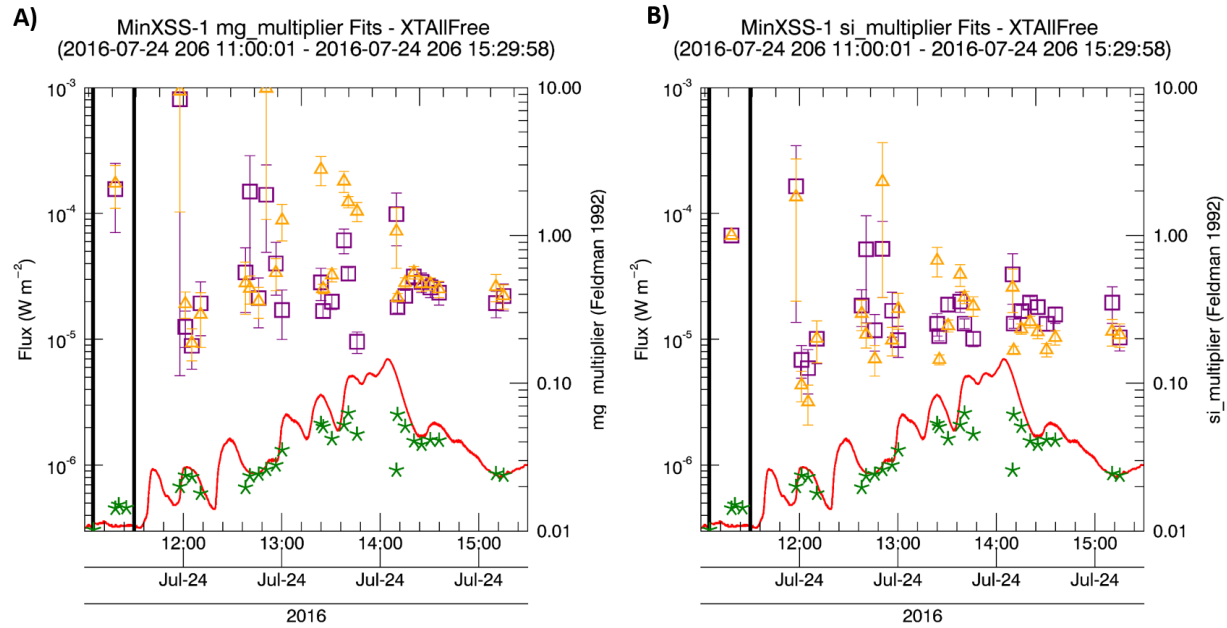 A)
MinXSS-1 mg_multiplier Fits - XTAllFree
(2016-07-24 206 11:00:01 - 2016-07-24 206 15:29:58)
10⁻³
10⁻⁴
10⁻⁵
10⁻⁶
Flux (W m⁻²)
10.00
1.00
0.10
0.01
mg multiplier (Feldman 1992)
12:00 13:00 14:00 15:00
Jul-24 Jul-24 Jul-24 Jul-24
2016
B)
MinXSS-1 si_multiplier Fits - XTAllFree
(2016-07-24 206 11:00:01 - 2016-07-24 206 15:29:58)
10⁻³
10⁻⁴
10⁻⁵
10⁻⁶
Flux (W m⁻²)
10.00
1.00
0.10
0.01
si_multiplier (Feldman 1992)
12:00 13:00 14:00 15:00
Jul-24 Jul-24 Jul-24 Jul-24
2016